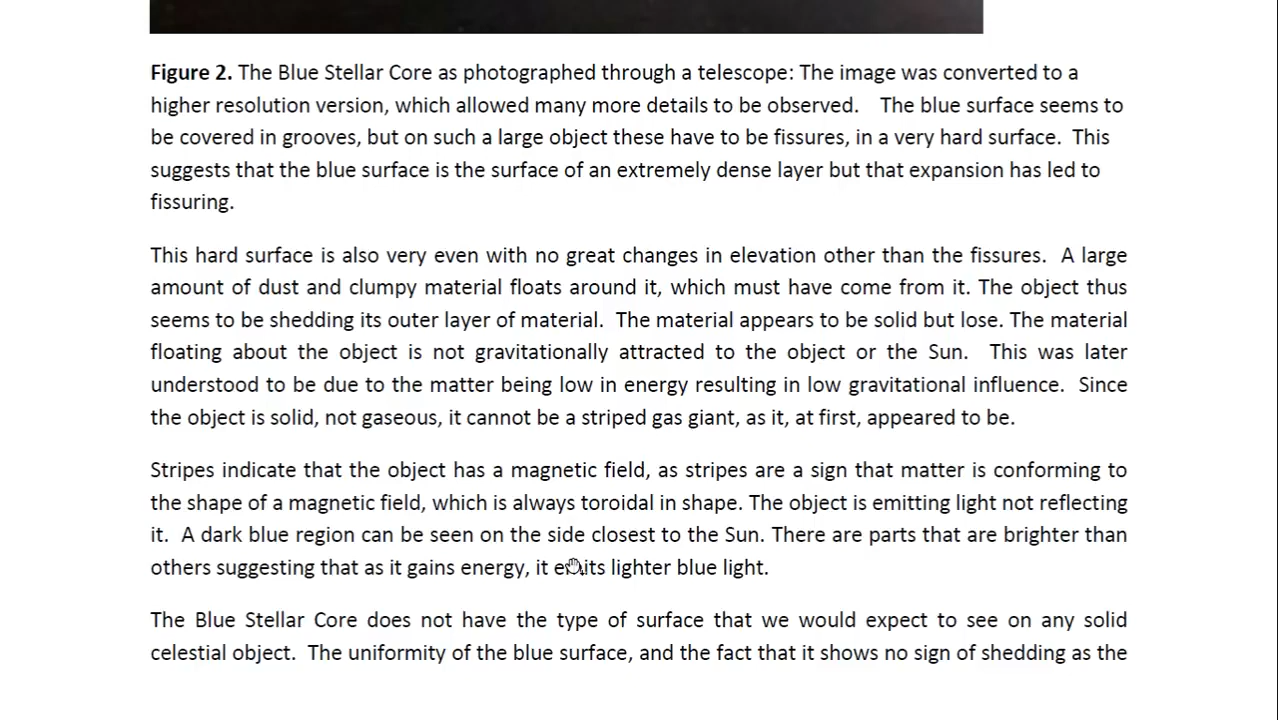 Figure 2. The Blue Stellar Core as photographed through a telescope: The image was converted to a
higher resolution version, which allowed many more details to be observed. The blue surface seems to
be covered in grooves, but on such a large object these have to be fissures, in a very hard surface. This
suggests that the blue surface is the surface of an extremely dense layer but that expansion has led to
fissuring.
This hard surface is also very even with no great changes in elevation other than the fissures. A large
amount of dust and clumpy material floats around it, which must have come from it. The object thus
seems to be shedding its outer layer of material. The material appears to be solid but lose. The material
floating about the object is not gravitationally attracted to the object or the Sun. This was later
understood to be due to the matter being low in energy resulting in low gravitational influence. Since
the object is solid, not gaseous, it cannot be a striped gas giant, as it, at first, appeared to be.
Stripes indicate that the object has a magnetic field, as stripes are a sign that matter is conforming to
the shape of a magnetic field, which is always toroidal in shape. The object is emitting light not reflecting
it. A dark blue region can be seen on the side closest to the Sun. There are parts that are brighter than
others suggesting that as it gains energy, it emits lighter blue light.
The Blue Stellar Core does not have the type of surface that we would expect to see on any solid
celestial object. The uniformity of the blue surface, and the fact that it shows no sign of shedding as the